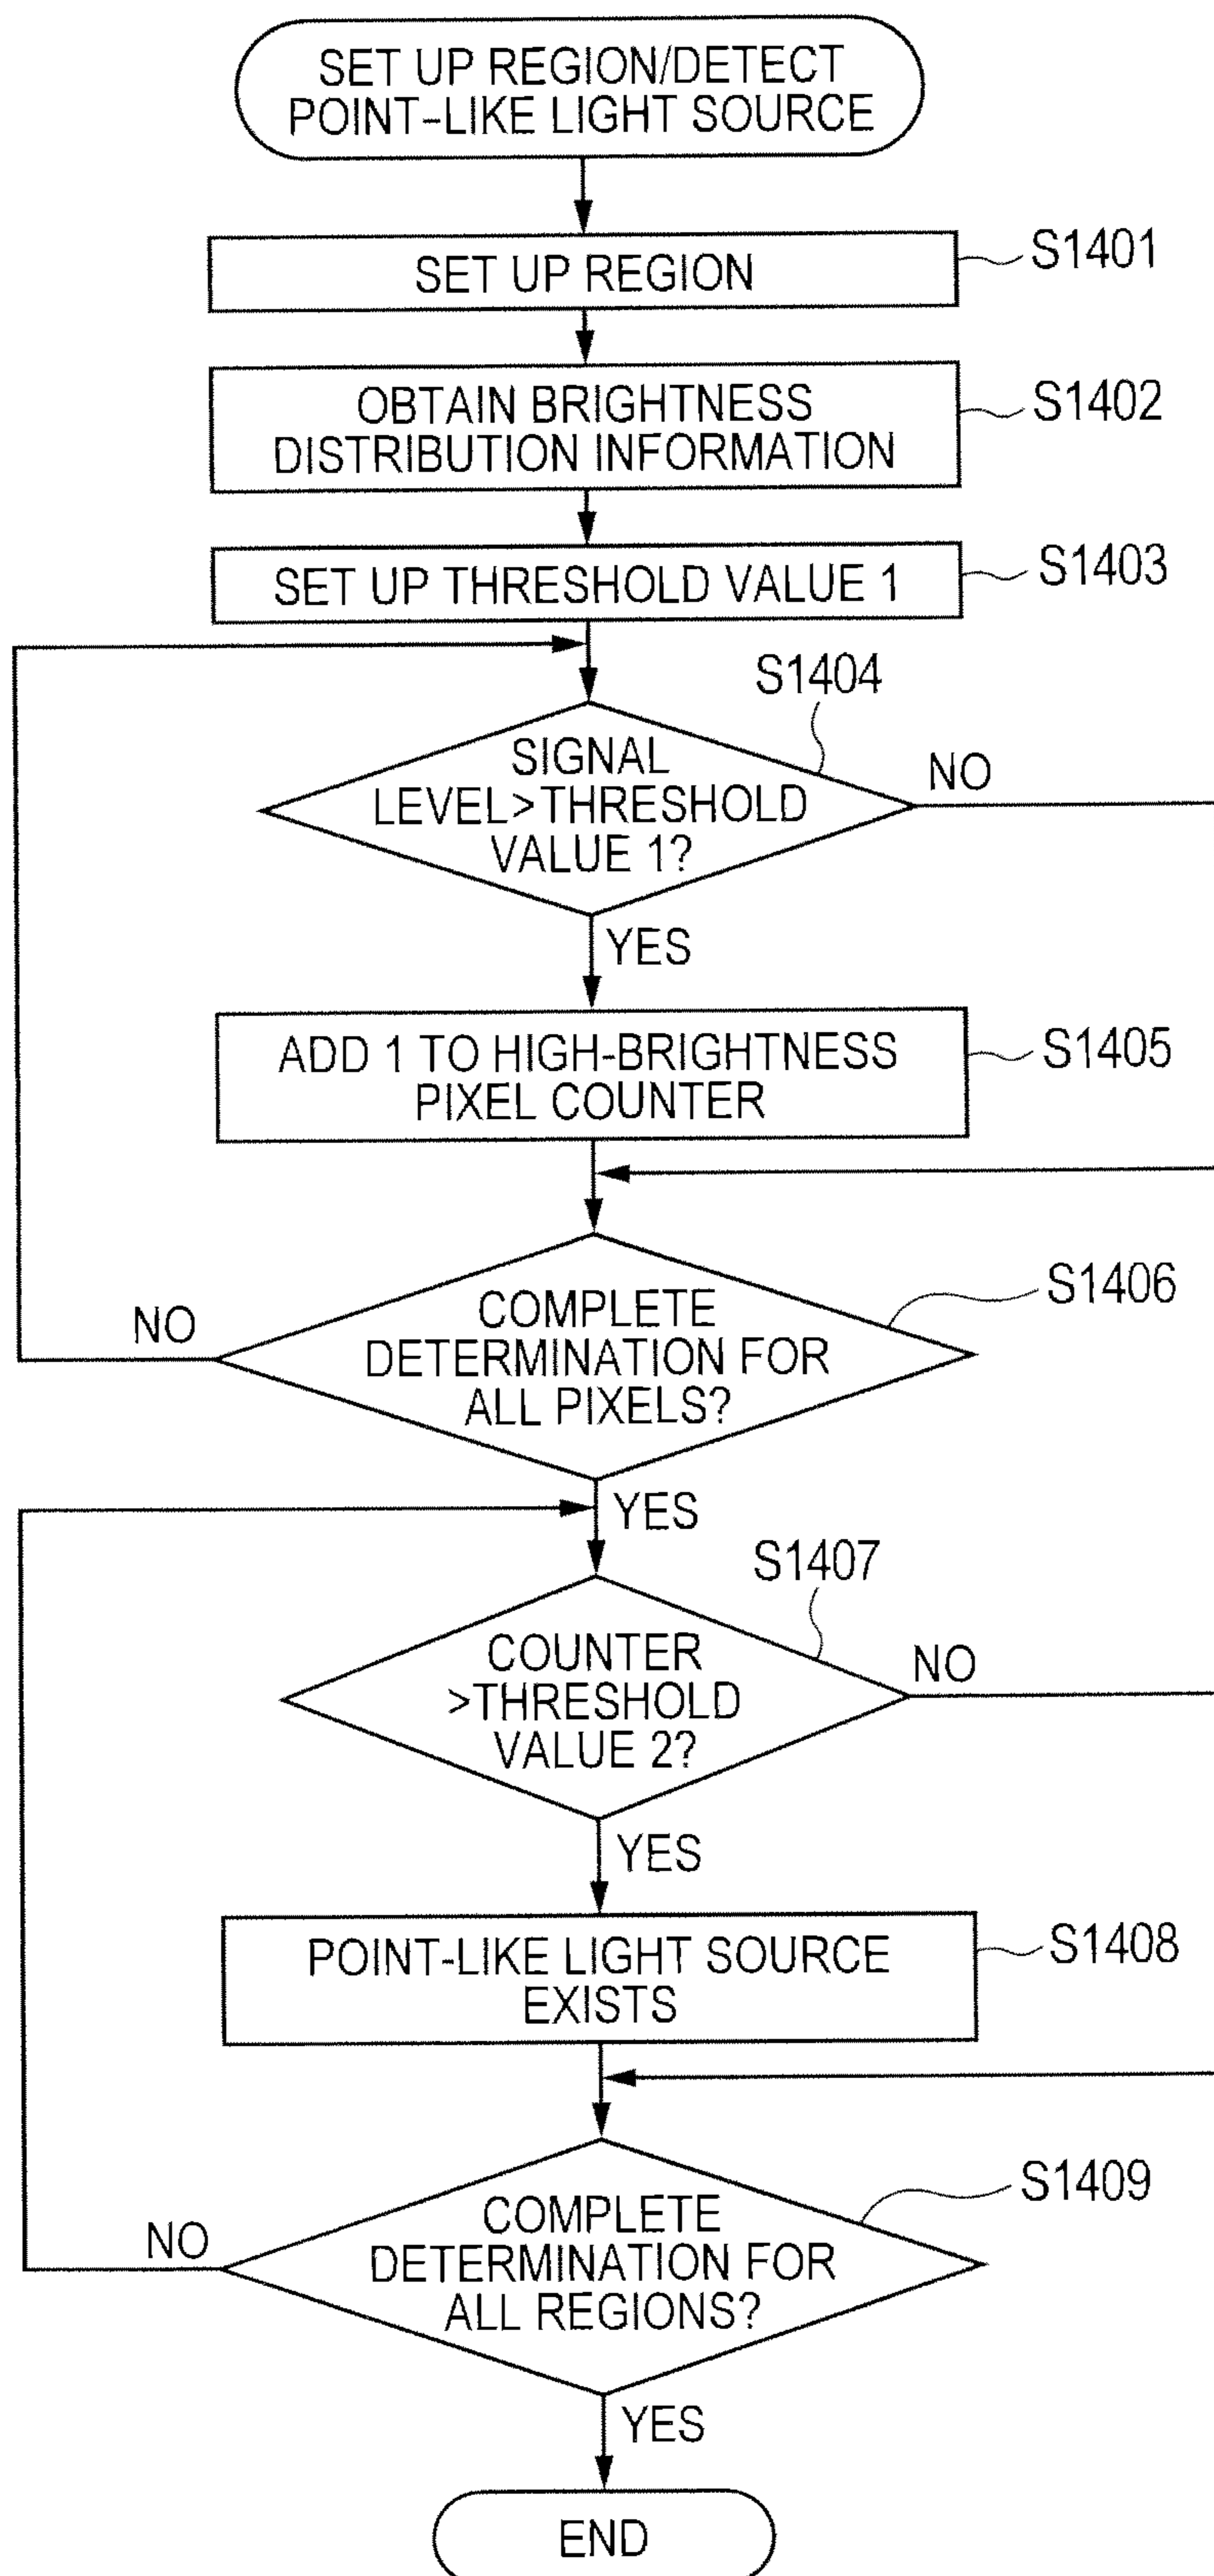 SET UP REGION/DETECT
POINT-LIKE LIGHT SOURCE
SET UP REGION
S1401
OBTAIN BRIGHTNESS
DISTRIBUTION INFORMATION
S1402
SET UP THRESHOLD VALUE 1
S1403
S1404
SIGNAL
LEVEL>THRESHOLD
VALUE 1?
NO
YES
ADD 1 TO HIGH-BRIGHTNESS
PIXEL COUNTER
S1405
S1406
COMPLETE
DETERMINATION FOR
ALL PIXELS?
NO
YES
S1407
COUNTER
>THRESHOLD
VALUE 2?
NO
YES
POINT-LIKE LIGHT SOURCE
EXISTS
S1408
S1409
COMPLETE
DETERMINATION FOR
ALL REGIONS?
NO
YES
END